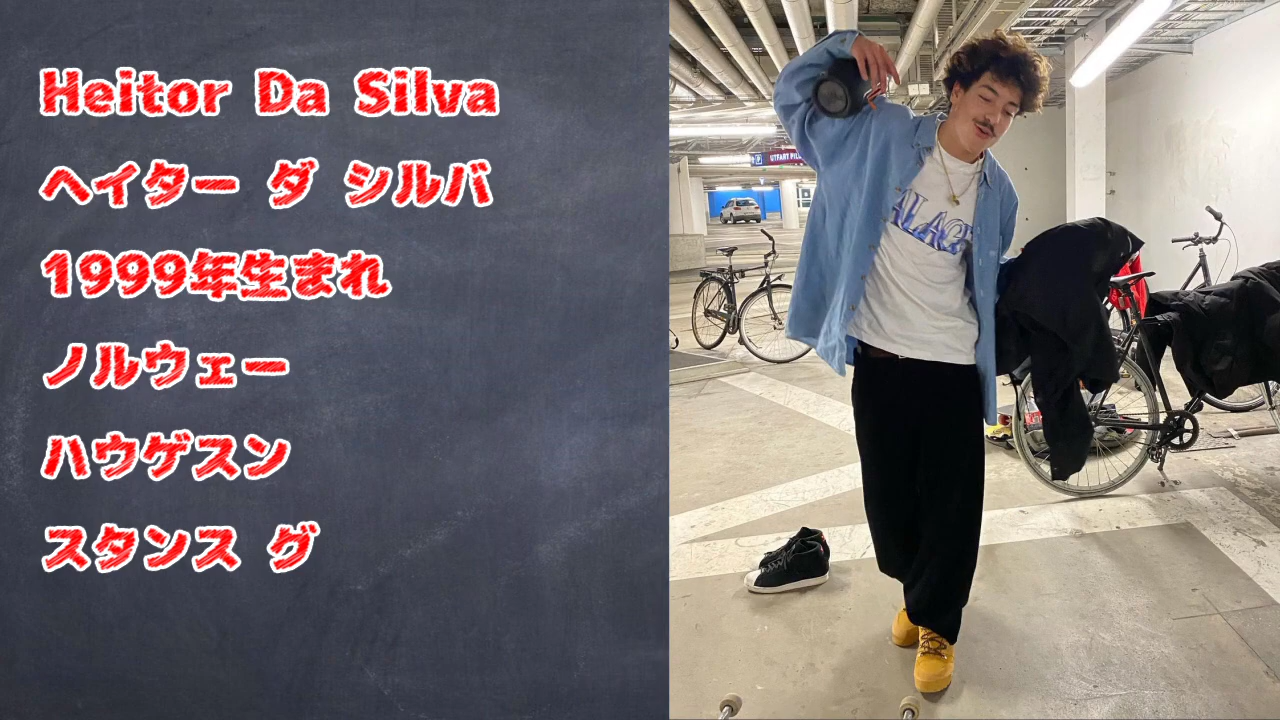 Heitor Da Silva
ヘイター ダ シルバ
1999年生まれ
ノルウェー
ハウゲスン
スタンス グ
UTFART